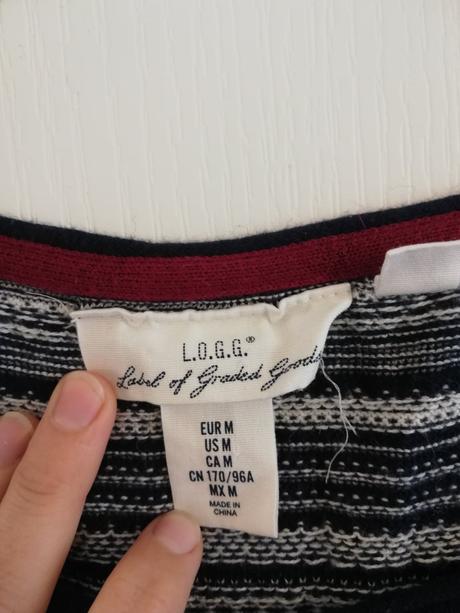 L.O.G.G.®
Label of Graded Goods
EUR M
US M
CA M
CN 170/96A
MX M
MADE IN
CHINA